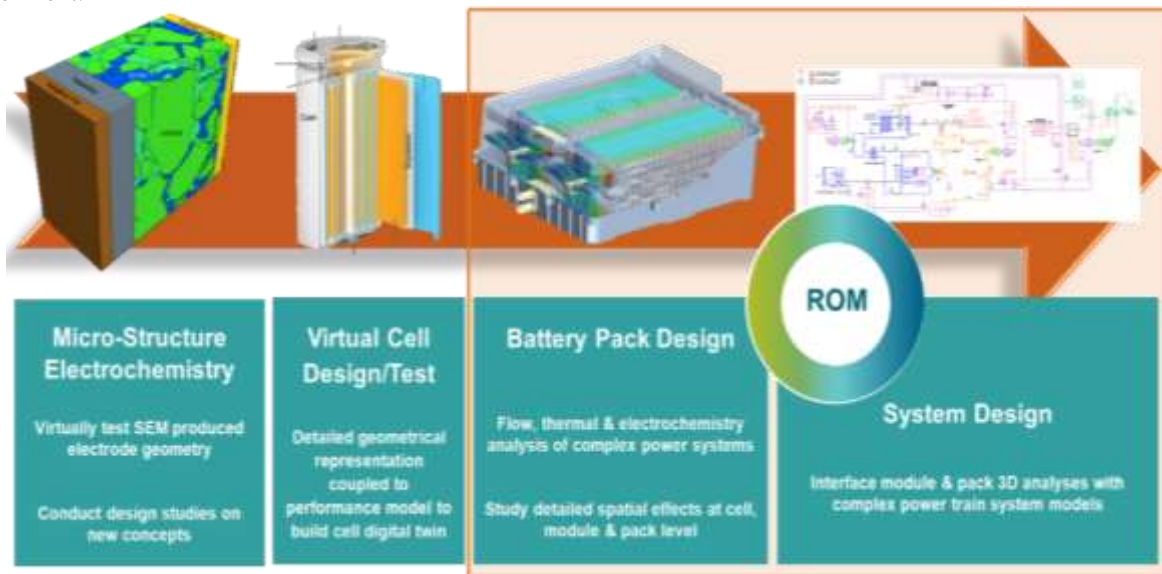 Micro-Structure
Electrochemistry
Virtually test SEM produced
electrode geometry
Conduct design studies on
new concepts
Virtual Cell
Design/Test
Detailed geometrical
representation
coupled to
performance model to
build cell digital twin
Battery Pack Design
Flow, thermal & electrochemistry
analysis of complex power systems
Study detailed spatial effects at cell,
module & pack level
ROM
System Design
Interface module & pack 3D analyses with
complex power train system models